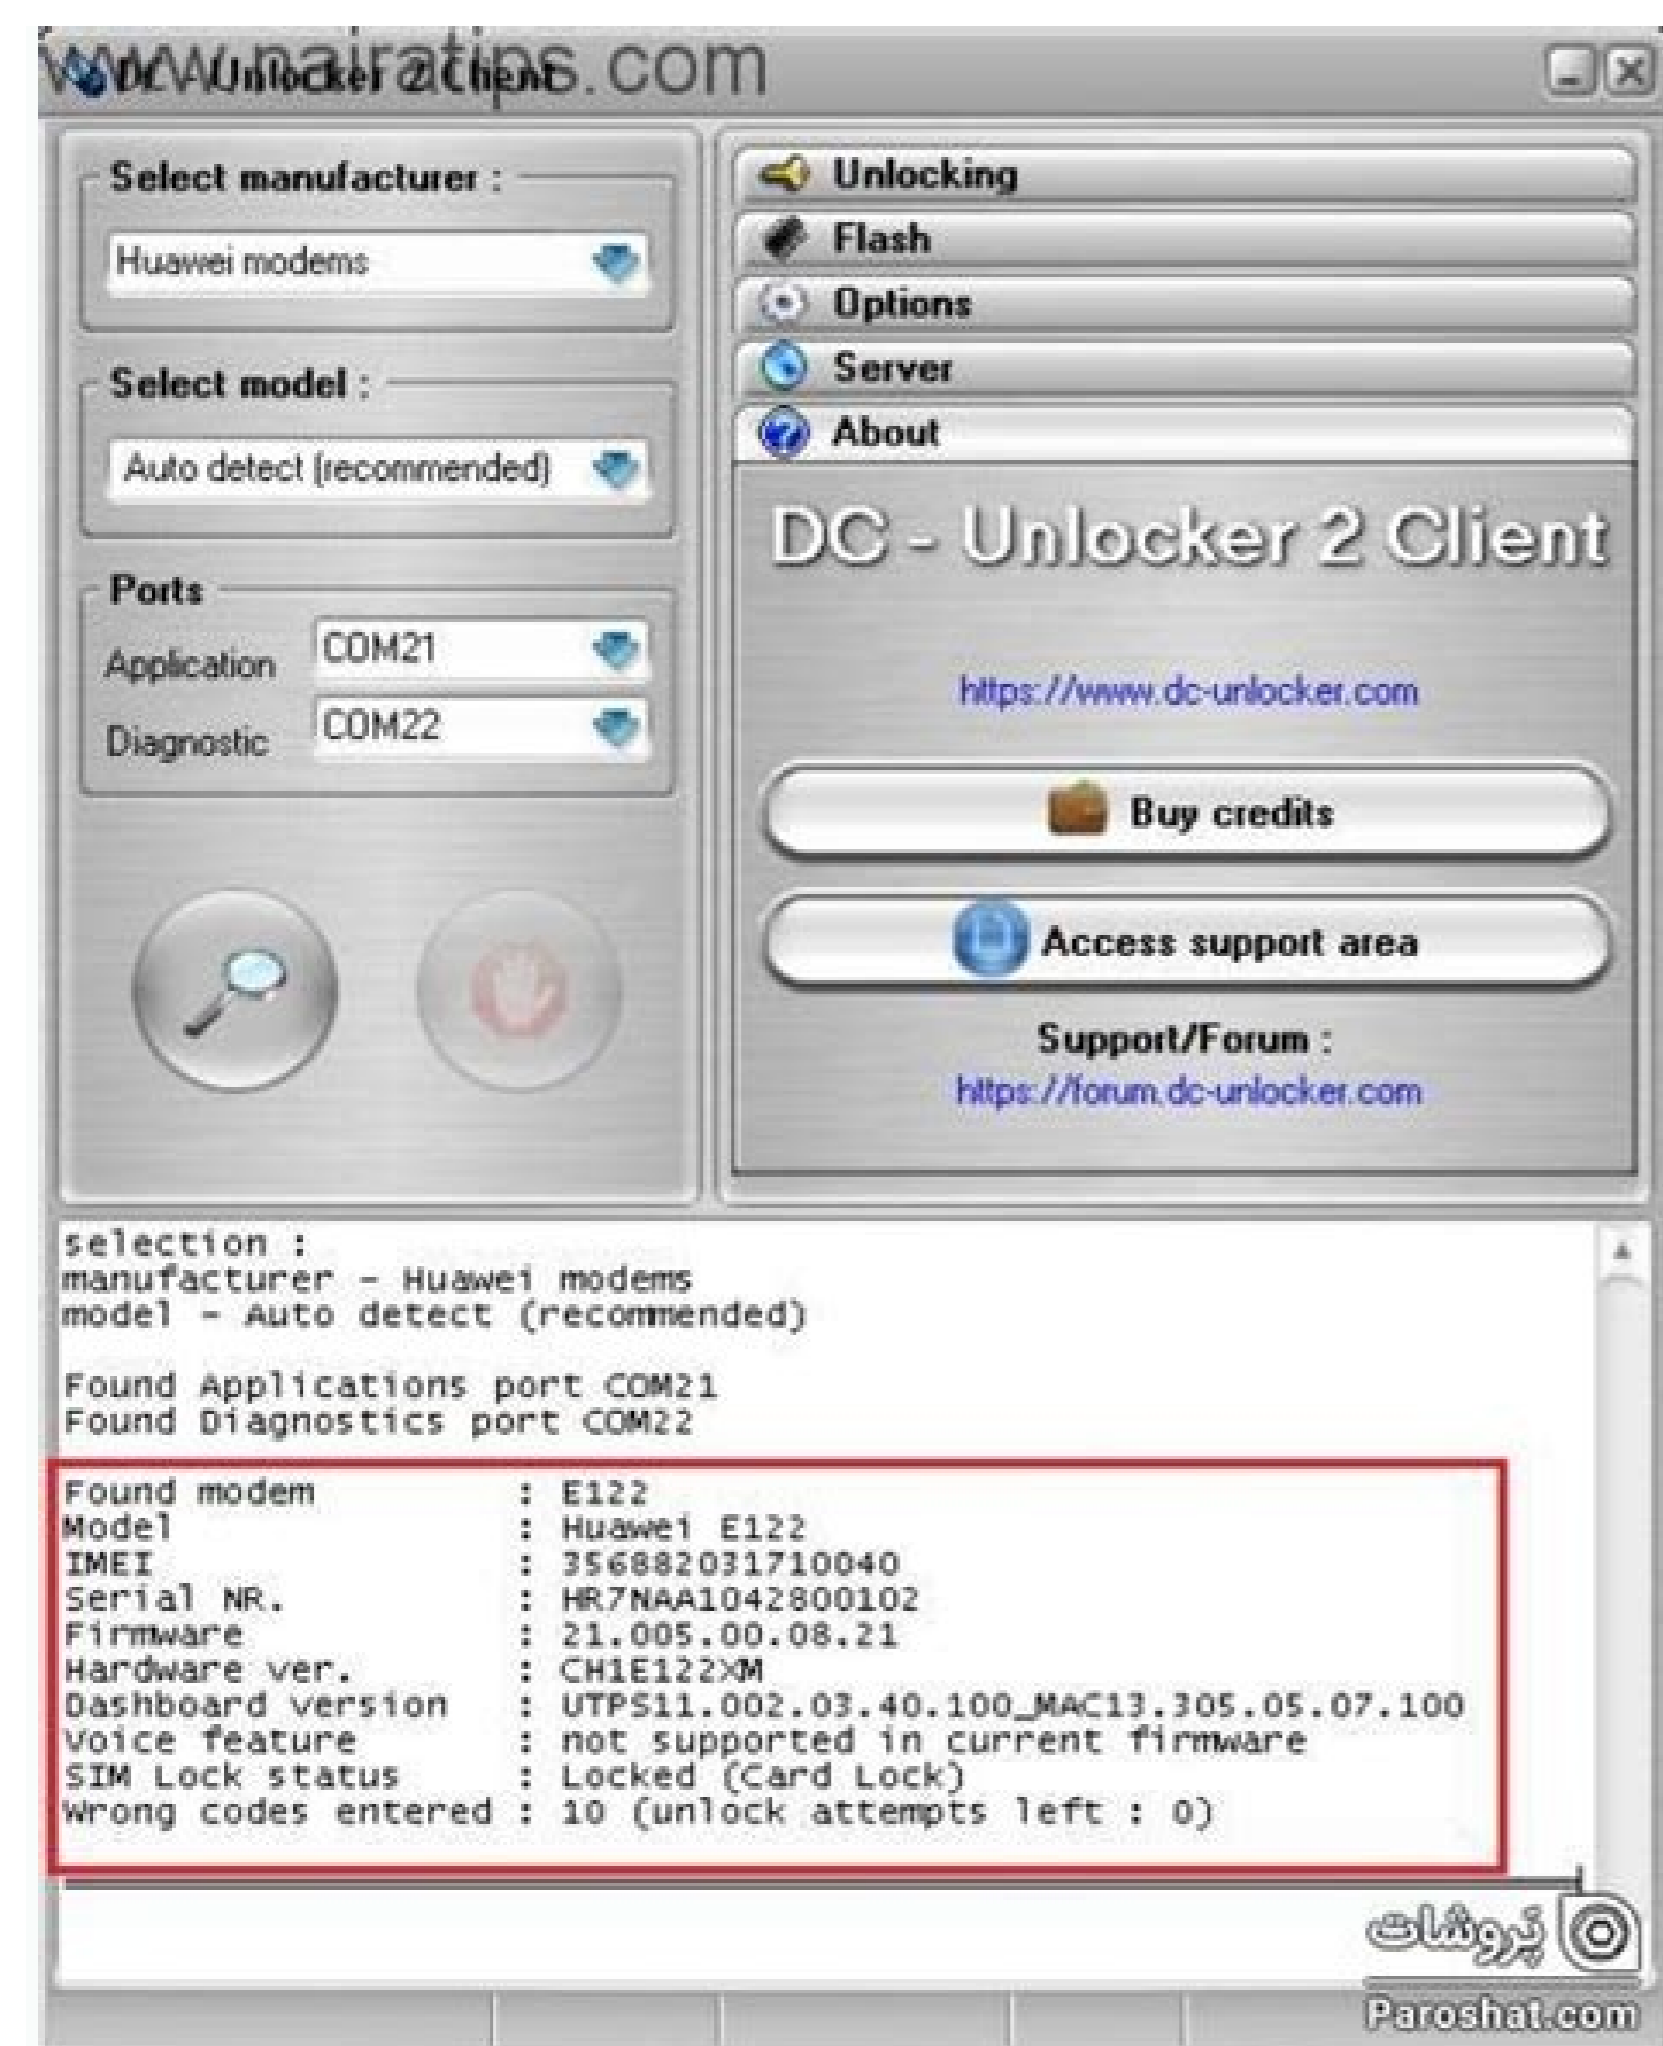 www.nairatips.com
DC-Unlocker 2 Client
Select manufacturer :
Huawei modems
Select model :
Auto detect (recommended)
Ports
Application COM21
Diagnostic COM22
Unlocking
Flash
Options
Server
About
DC - Unlocker 2 Client
https://www.dc-unlocker.com
Buy credits
Access support area
Support/Forum :
https://forum.dc-unlocker.com
selection :
manufacturer - Huawei modems
model - Auto detect (recommended)
Found Applications port COM21
Found Diagnostics port COM22
Found modem : E122
Model : Huawei E122
IMEI : 356882031710040
Serial NR. : HR7NAA1042800102
Firmware : 21.005.00.08.21
Hardware ver. : CH1E122XM
Dashboard version : UTPS11.002.03.40.100_MAC13.305.05.07.100
Voice feature : not supported in current firmware
SIM Lock status : Locked (Card Lock)
Wrong codes entered : 10 (unlock attempts left : 0)
پَروشات
Paroshat.com